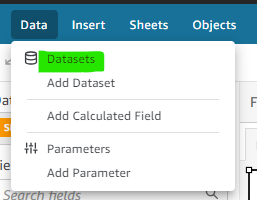 Data Insert Sheets Objects
Datasets
Add Dataset
Add Calculated Field
Parameters
Add Parameter
Search fields